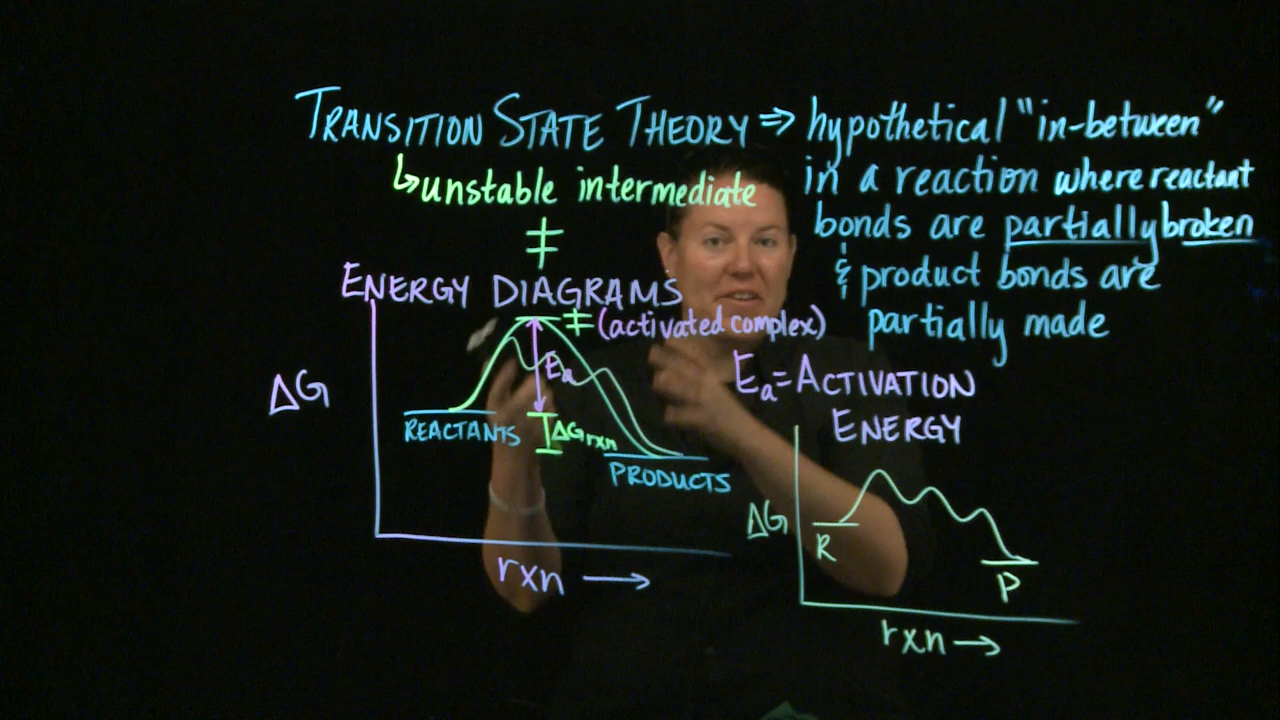 TRANSITION STATE THEORY ⇒ hypothetical "in-between"
in a reaction where reactant
bonds are partially broken
& product bonds are
partially made
↳ unstable intermediate
‡
ENERGY DIAGRAMS
‡ (activated complex)
Ea = ACTIVATION
ENERGY
ΔG
Ea
REACTANTS
ΔGrxn
PRODUCTS
rxn →
ΔG
R
P
rxn →